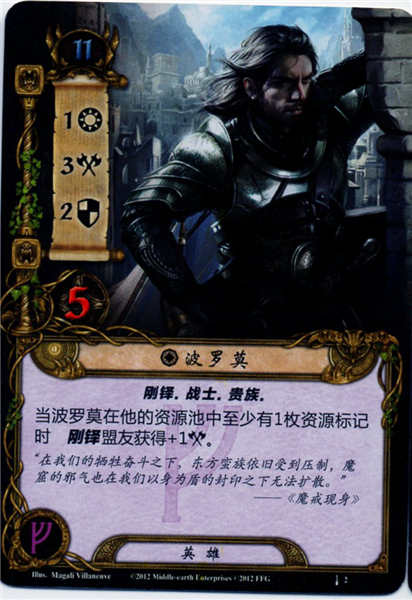 11
1
3
2
5
波罗莫
刚铎. 战士. 贵族.
当波罗莫在他的资源池中至少有1枚资源标记
时 刚铎盟友获得+1.
“在我们的牺牲奋斗之下，东方蛮族依旧受到压制，魔
窟的邪气也在我们以身为盾的封印之下无法扩散。”
——《魔戒现身》
英雄
Illus. Magali Villaneuve ©2012 Middle-earth Enterprises • 2012 FFG 2